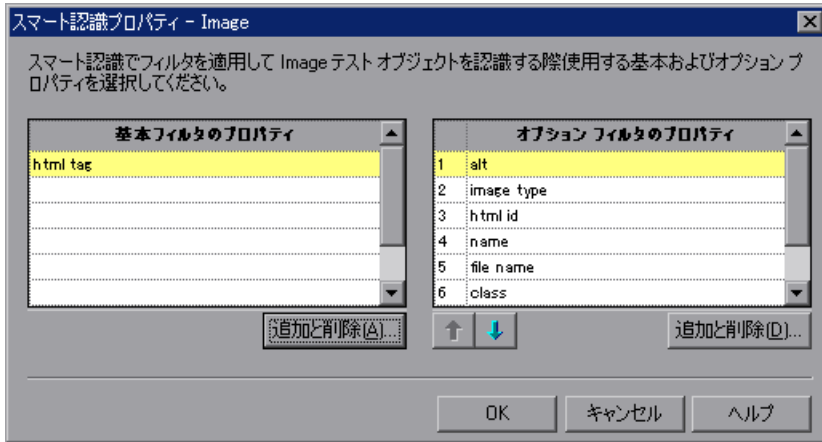 スマート認識プロパティ - Image
スマート認識でフィルタを適用して Image テスト オブジェクトを認識する際使用する基本およびオプション プ
ロパティを選択してください。
基本フィルタのプロパティ
html tag
追加と削除(A)...
オプション フィルタのプロパティ
1 alt
2 image type
3 html id
4 name
5 file name
6 class
追加と削除(D)...
OK
キャンセル
ヘルプ